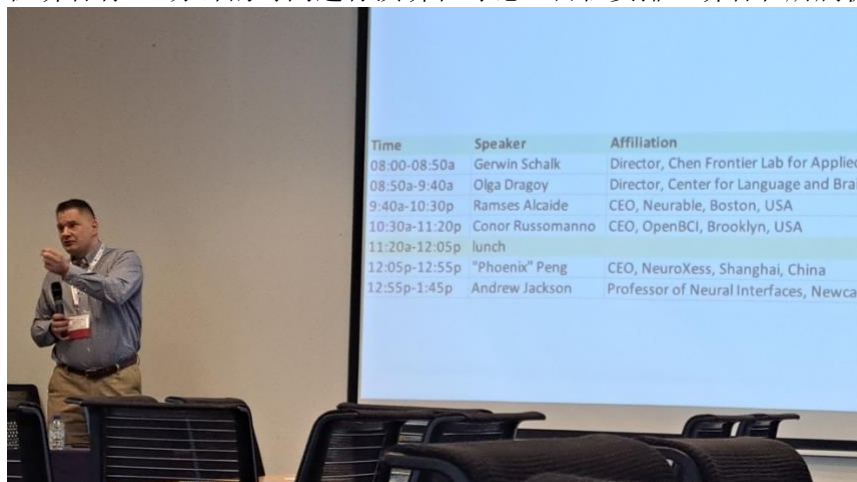 Time Speaker Affiliation
08:00-08:50a Gerwin Schalk Director, Chen Frontier Lab for Applied
08:50a-9:40a Olga Dragoy Director, Center for Language and Brai
9:40a-10:30p Ramses Alcaide CEO, Neurable, Boston, USA
10:30a-11:20p Conor Russomanno CEO, OpenBCI, Brooklyn, USA
11:20a-12:05p lunch
12:05p-12:55p "Phoenix" Peng CEO, NeuroXess, Shanghai, China
12:55p-1:45p Andrew Jackson Professor of Neural Interfaces, Newca